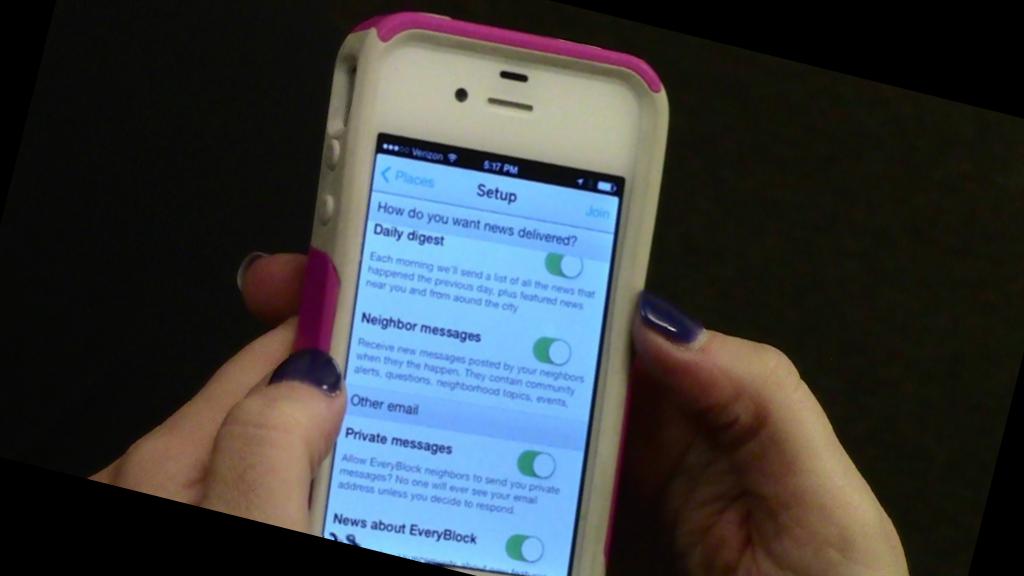 Verizon 5:17 PM
Places Setup Join
How do you want news delivered?
Daily digest
Each morning we'll send a list of all the news that
happened the previous day, plus featured news
near you and from aound the city
Neighbor messages
Receive new messages posted by your neighbors
when they the happen. They contain community
alerts, questions, neighborhood topics, events,
Other email
Private messages
Allow EveryBlock neighbors to send you private
messages? No one will ever see your email
address unless you decide to respond.
News about EveryBlock